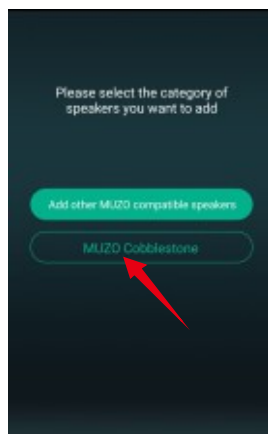 Please select the category of
speakers you want to add
Add other MUZO compatible speakers
MUZO Cobblestone